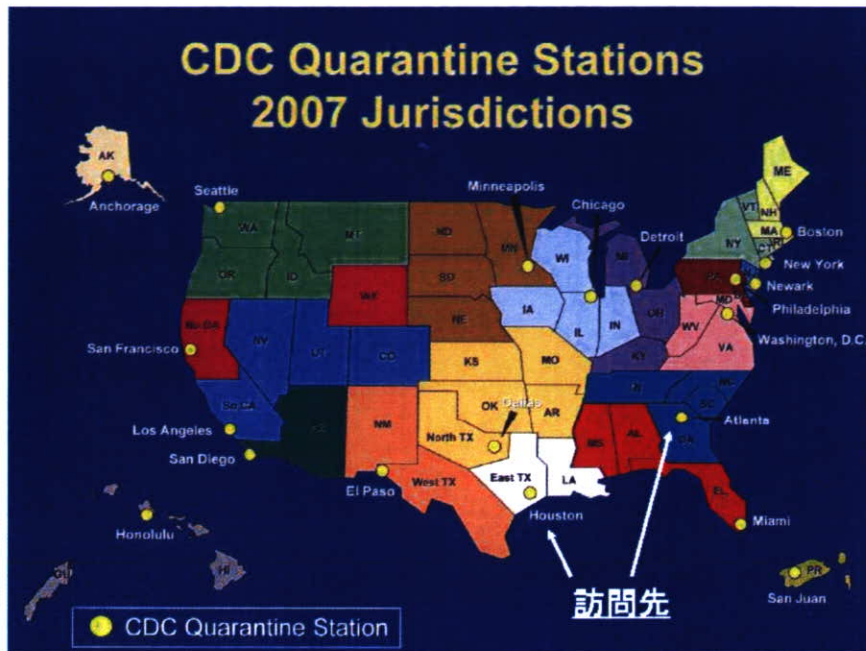 CDC Quarantine Stations
2007 Jurisdictions
AK
Anchorage
Seattle
Minneapolis
Chicago
Detroit
Boston
New York
Newark
Philadelphia
Washington, D.C.
WA
MT
ND
MN
WI
MI
VT
NH
ME
MA
NY
OR
ID
WY
SD
IA
PA
MD
No CA
NV
UT
CO
NE
IL
IN
OH
WV
VA
KY
San Francisco
KS
MO
So CA
Los Angeles
San Diego
NM
OK
Dallas
AR
North TX
MS
AL
SC
GA
Atlanta
West TX
East TX
LA
El Paso
Houston
FL
Miami
Honolulu
HI
PR
San Juan
訪問先
CDC Quarantine Station